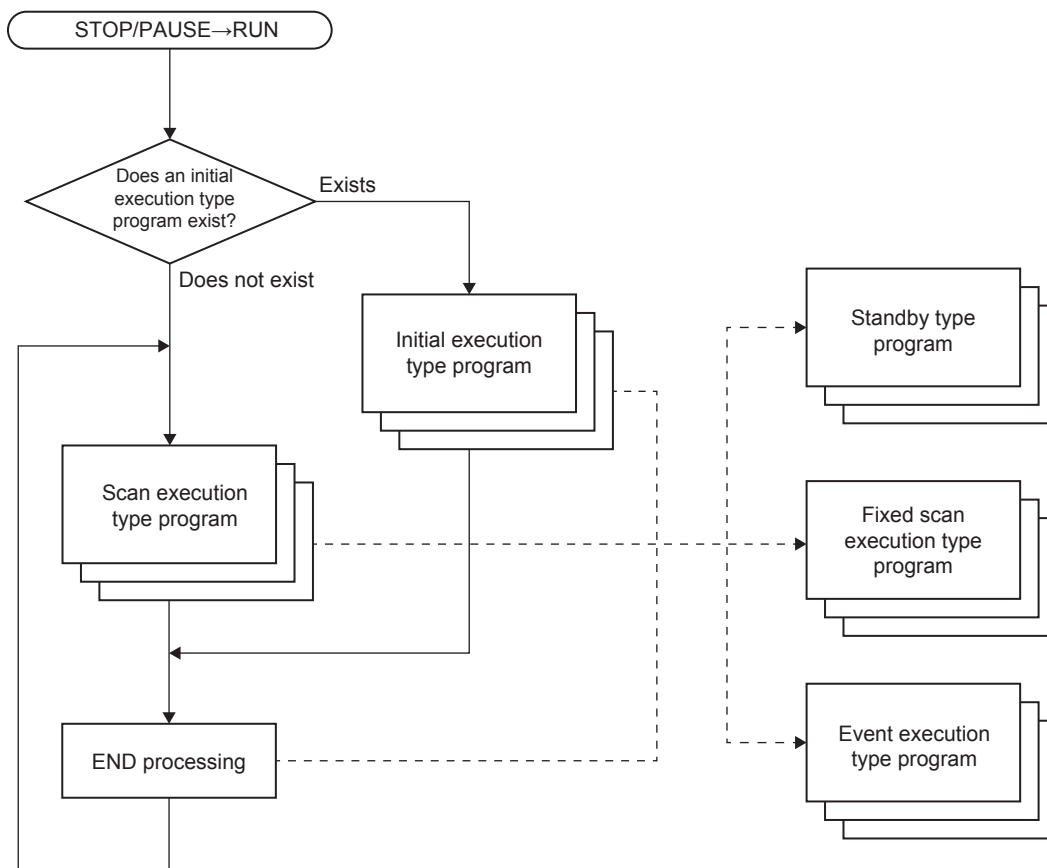 STOP/PAUSE→RUN
Does an initial
execution type
program exist?
Exists
Does not exist
Initial execution
type program
Standby type
program
Scan execution
type program
Fixed scan
execution type
program
END processing
Event execution
type program